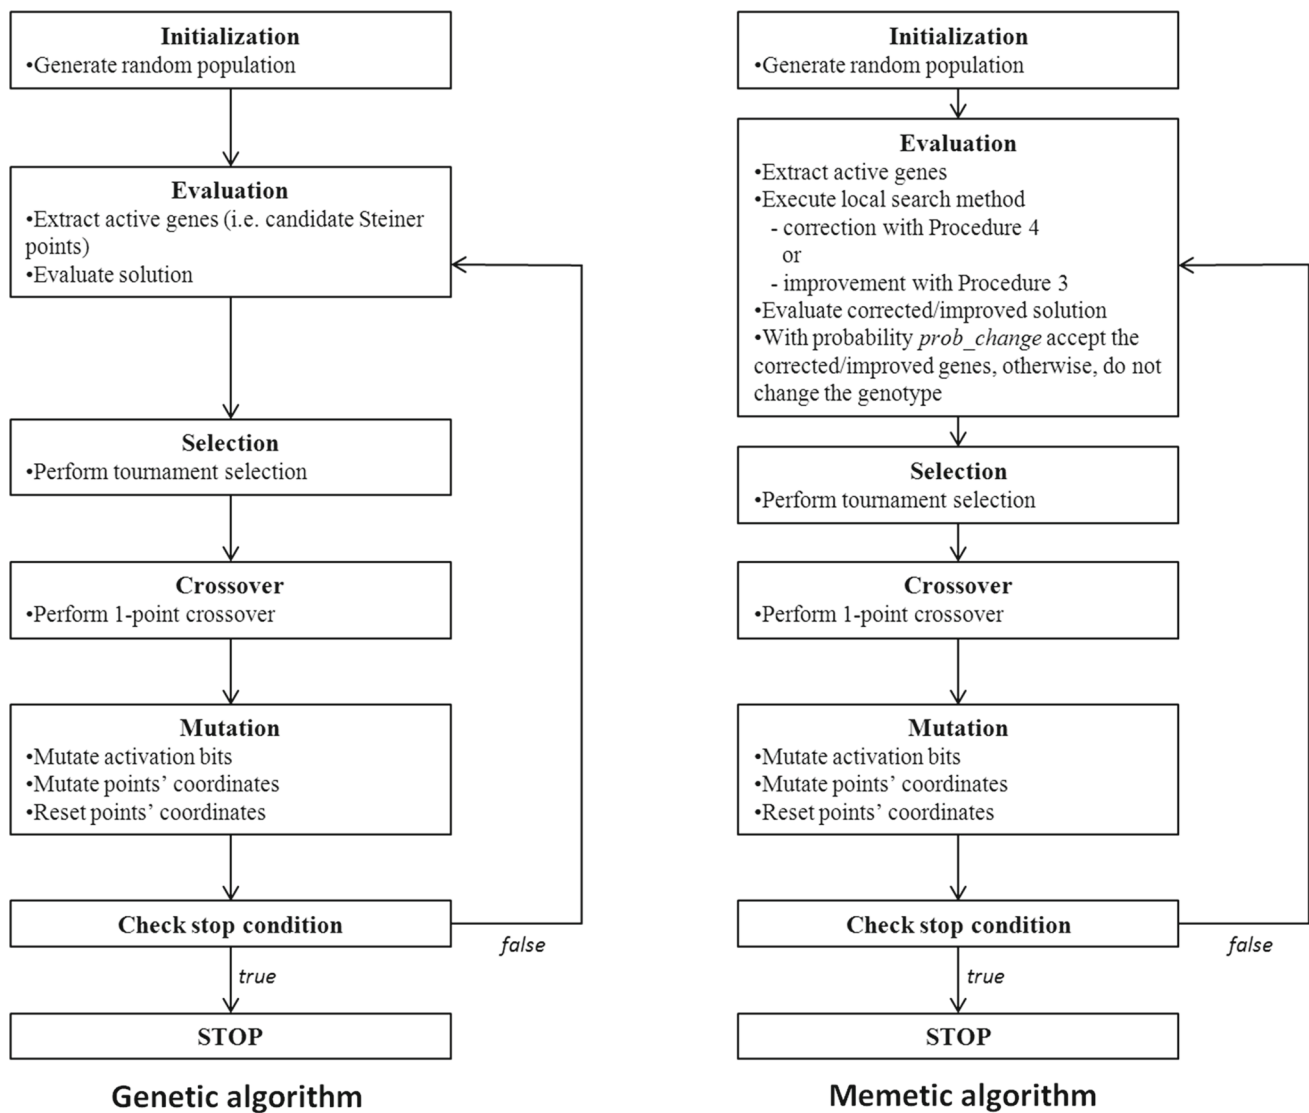 Initialization
•Generate random population
Evaluation
•Extract active genes (i.e. candidate Steiner
points)
•Evaluate solution
Selection
•Perform tournament selection
Crossover
•Perform 1-point crossover
Mutation
•Mutate activation bits
•Mutate points’ coordinates
•Reset points’ coordinates
Check stop condition
false
true
STOP
Genetic algorithm
Initialization
•Generate random population
Evaluation
•Extract active genes
•Execute local search method
- correction with Procedure 4
or
- improvement with Procedure 3
•Evaluate corrected/improved solution
•With probability prob_change accept the
corrected/improved genes, otherwise, do not
change the genotype
Selection
•Perform tournament selection
Crossover
•Perform 1-point crossover
Mutation
•Mutate activation bits
•Mutate points’ coordinates
•Reset points’ coordinates
Check stop condition
false
true
STOP
Memetic algorithm